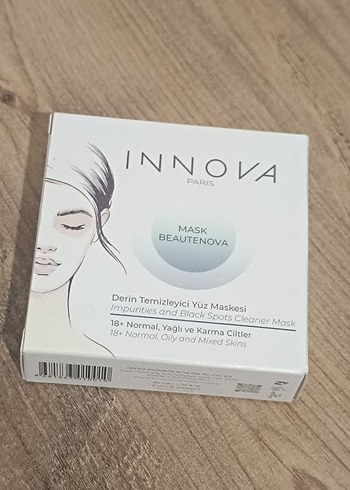 INNOVA
PARIS
MASK
BEAUTENOVA
Derin Temizleyici Yüz Maskesi
Impurities and Black Spots Cleaner Mask
18+ Normal, Yağlı ve Karma Ciltler
18+ Normal, Oily and Mixed Skins